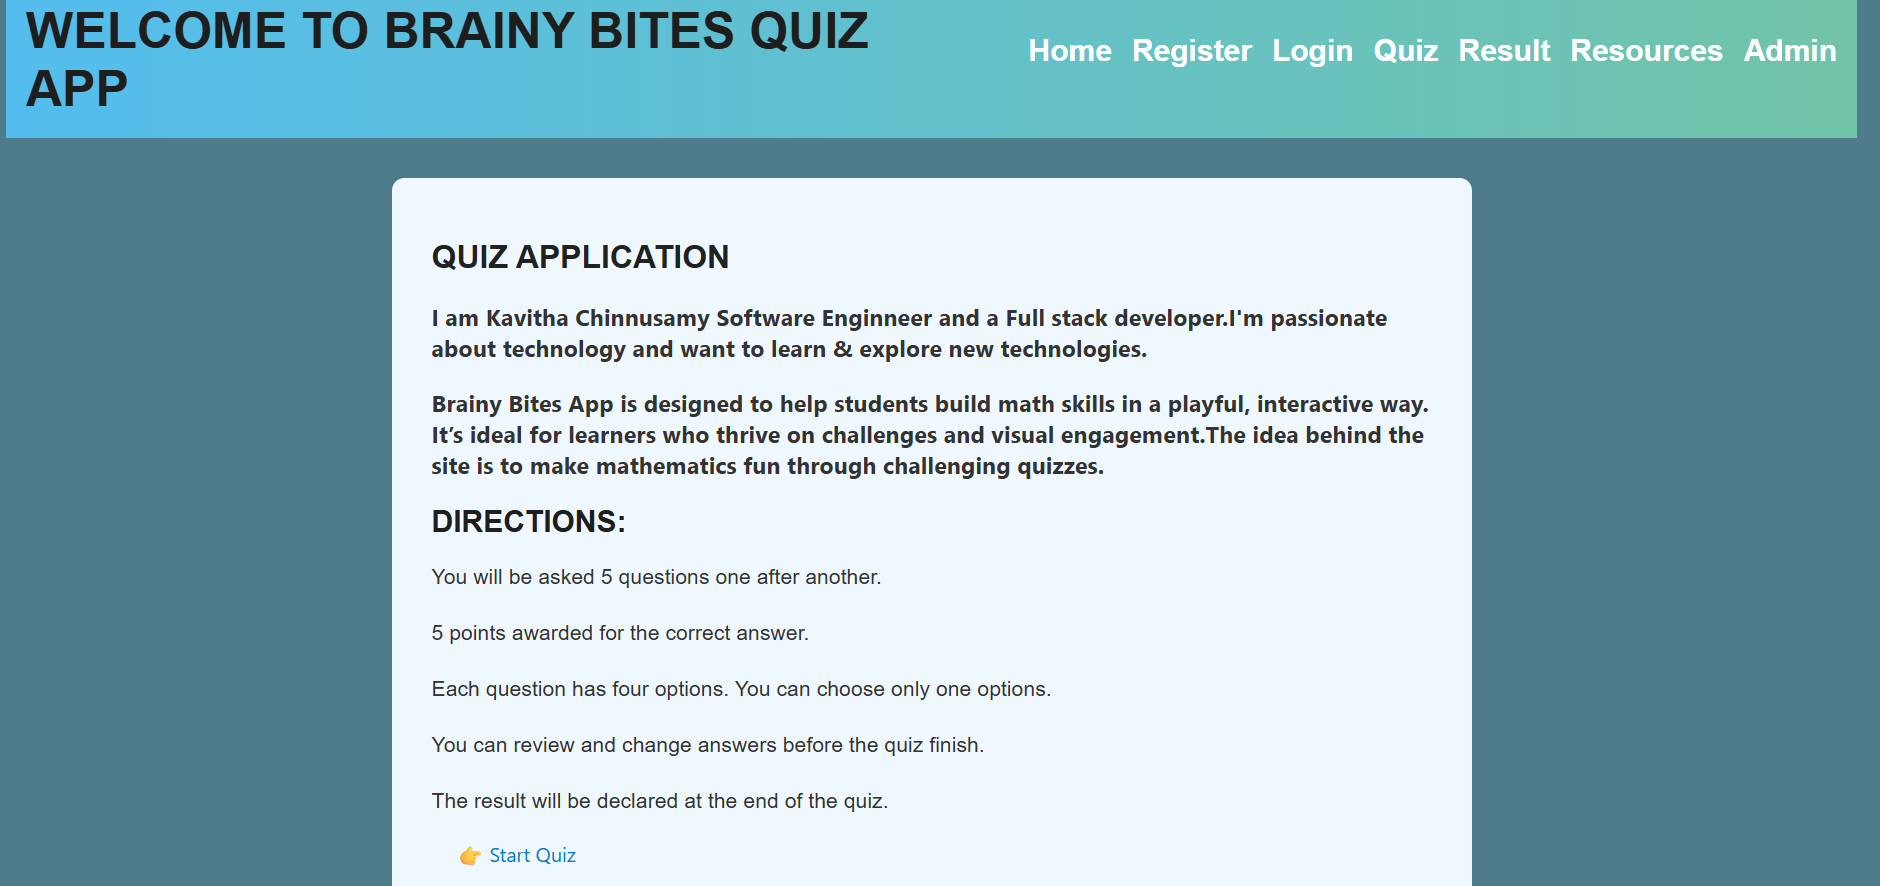 WELCOME TO BRAINY BITES QUIZ
APP
Home Register Login Quiz Result Resources Admin
QUIZ APPLICATION
I am Kavitha Chinnusamy Software Enginneer and a Full stack developer.I'm passionate
about technology and want to learn & explore new technologies.
Brainy Bites App is designed to help students build math skills in a playful, interactive way.
It’s ideal for learners who thrive on challenges and visual engagement.The idea behind the
site is to make mathematics fun through challenging quizzes.
DIRECTIONS:
You will be asked 5 questions one after another.
5 points awarded for the correct answer.
Each question has four options. You can choose only one options.
You can review and change answers before the quiz finish.
The result will be declared at the end of the quiz.
👉 Start Quiz